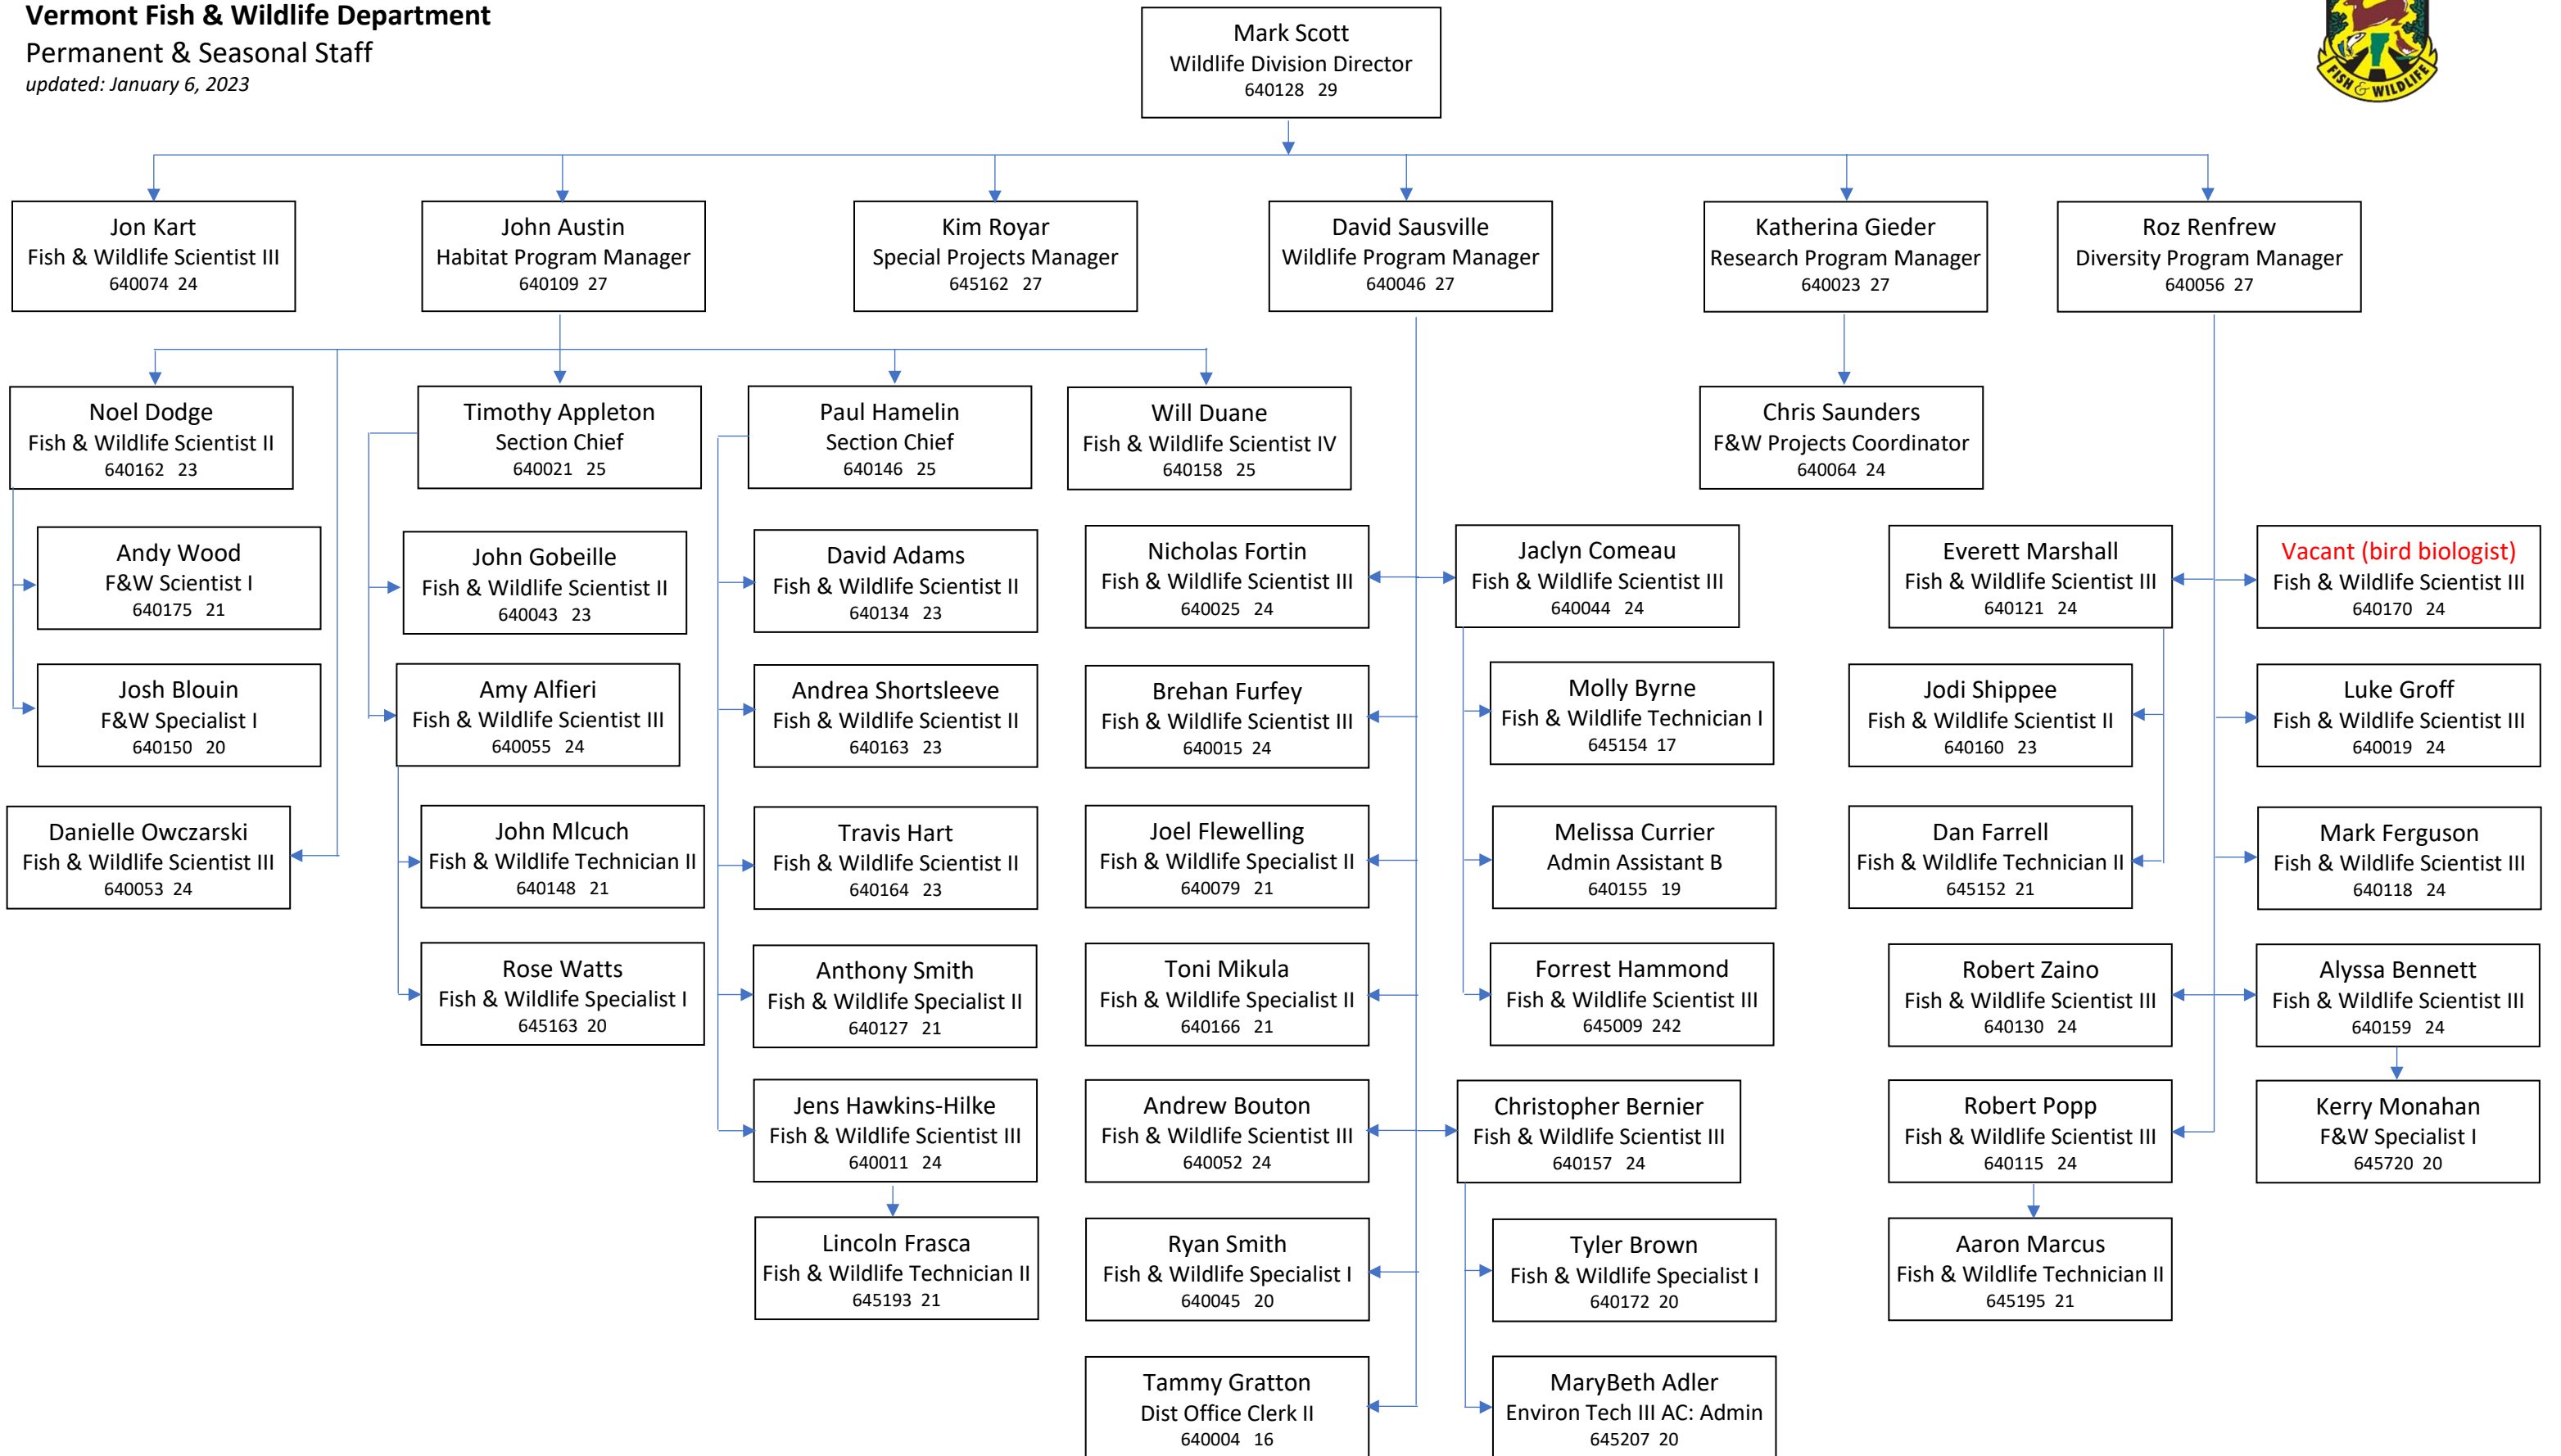 Vermont Fish & Wildlife Department
Permanent & Seasonal Staff
updated: January 6, 2023
FISH & WILDLIFE
Mark Scott
Wildlife Division Director
640128 29
Jon Kart
Fish & Wildlife Scientist III
640074 24
John Austin
Habitat Program Manager
640109 27
Kim Royar
Special Projects Manager
645162 27
David Sausville
Wildlife Program Manager
640046 27
Katherina Gieder
Research Program Manager
640023 27
Roz Renfrew
Diversity Program Manager
640056 27
Noel Dodge
Fish & Wildlife Scientist II
640162 23
Timothy Appleton
Section Chief
640021 25
Paul Hamelin
Section Chief
640146 25
Will Duane
Fish & Wildlife Scientist IV
640158 25
Chris Saunders
F&W Projects Coordinator
640064 24
Andy Wood
F&W Scientist I
640175 21
John Gobeille
Fish & Wildlife Scientist II
640043 23
David Adams
Fish & Wildlife Scientist II
640134 23
Nicholas Fortin
Fish & Wildlife Scientist III
640025 24
Jaclyn Comeau
Fish & Wildlife Scientist III
640044 24
Everett Marshall
Fish & Wildlife Scientist III
640121 24
Vacant (bird biologist)
Fish & Wildlife Scientist III
640170 24
Josh Blouin
F&W Specialist I
640150 20
Amy Alfieri
Fish & Wildlife Scientist III
640055 24
Andrea Shortsleeve
Fish & Wildlife Scientist II
640163 23
Brehan Furfey
Fish & Wildlife Scientist III
640015 24
Molly Byrne
Fish & Wildlife Technician I
645154 17
Jodi Shippee
Fish & Wildlife Scientist II
640160 23
Luke Groff
Fish & Wildlife Scientist III
640019 24
Danielle Owczarski
Fish & Wildlife Scientist III
640053 24
John Mlcuch
Fish & Wildlife Technician II
640148 21
Travis Hart
Fish & Wildlife Scientist II
640164 23
Joel Flewelling
Fish & Wildlife Specialist II
640079 21
Melissa Currier
Admin Assistant B
640155 19
Dan Farrell
Fish & Wildlife Technician II
645152 21
Mark Ferguson
Fish & Wildlife Scientist III
640118 24
Rose Watts
Fish & Wildlife Specialist I
645163 20
Anthony Smith
Fish & Wildlife Specialist II
640127 21
Toni Mikula
Fish & Wildlife Specialist II
640166 21
Forrest Hammond
Fish & Wildlife Scientist III
645009 242
Robert Zaino
Fish & Wildlife Scientist III
640130 24
Alyssa Bennett
Fish & Wildlife Scientist III
640159 24
Jens Hawkins-Hilke
Fish & Wildlife Scientist III
640011 24
Andrew Bouton
Fish & Wildlife Scientist III
640052 24
Christopher Bernier
Fish & Wildlife Scientist III
640157 24
Robert Popp
Fish & Wildlife Scientist III
640115 24
Kerry Monahan
F&W Specialist I
645720 20
Lincoln Frasca
Fish & Wildlife Technician II
645193 21
Ryan Smith
Fish & Wildlife Specialist I
640045 20
Tyler Brown
Fish & Wildlife Specialist I
640172 20
Aaron Marcus
Fish & Wildlife Technician II
645195 21
Tammy Gratton
Dist Office Clerk II
640004 16
MaryBeth Adler
Environ Tech III AC: Admin
645207 20